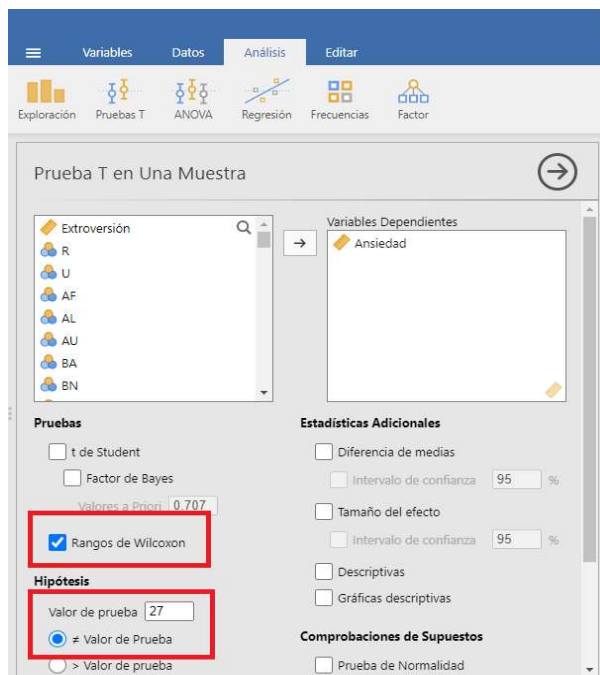 Variables Datos Análisis Editar
Exploración Pruebas T ANOVA Regresión Frecuencias Factor
Prueba T en Una Muestra
Extroversión
R
U
AF
AL
AU
BA
BN
Variables Dependientes
Ansiedad
Pruebas
t de Student
Factor de Bayes
Valores a Priori 0.707
Rangos de Wilcoxon
Hipótesis
Valor de prueba 27
≠ Valor de Prueba
> Valor de prueba
Estadísticas Adicionales
Diferencia de medias
Intervalo de confianza 95 %
Tamaño del efecto
Intervalo de confianza 95 %
Descriptivas
Gráficas descriptivas
Comprobaciones de Supuestos
Prueba de Normalidad